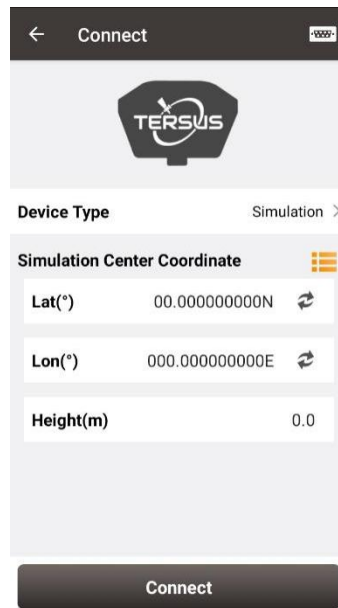 Connect
TERSUS
Device Type Simulation
Simulation Center Coordinate
Lat(°) 00.000000000N
Lon(°) 000.000000000E
Height(m) 0.0
Connect